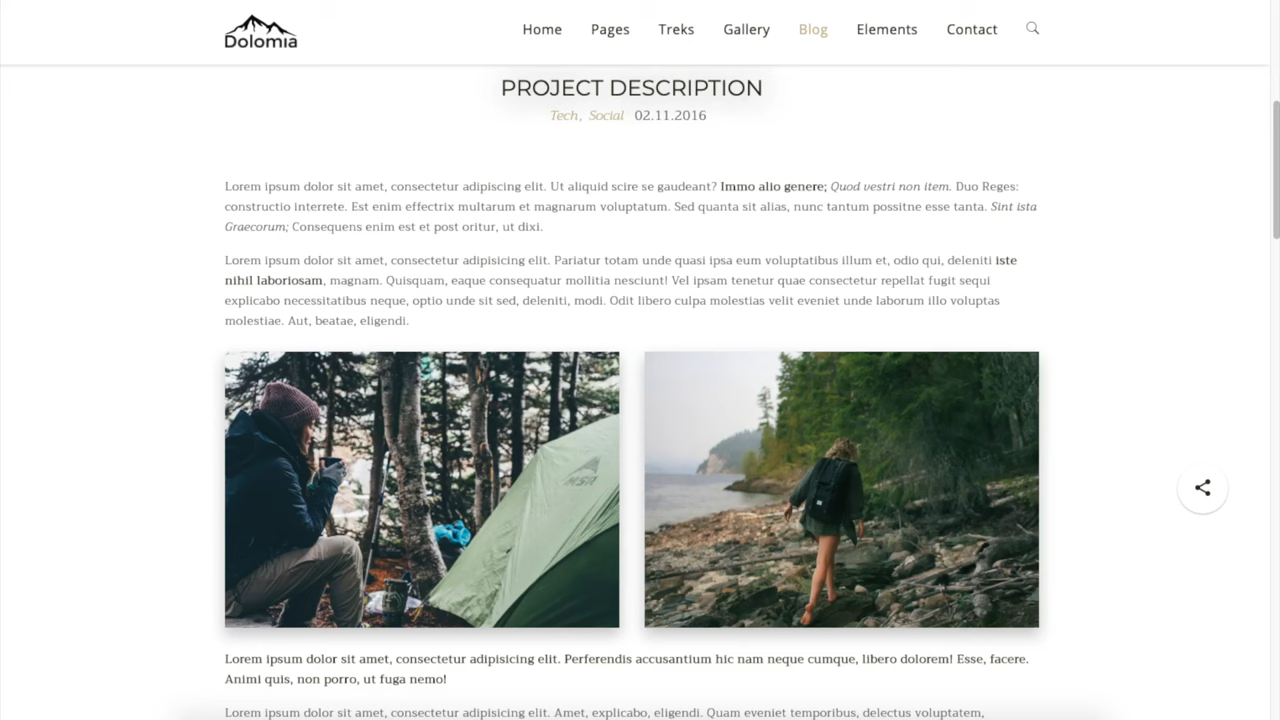 Dolomia
Home Pages Treks Gallery Blog Elements Contact
PROJECT DESCRIPTION
Tech, Social 02.11.2016
Lorem ipsum dolor sit amet, consectetur adipiscing elit. Ut aliquid scire se gaudeant? Immo alio genere; Quod vestri non item. Duo Reges:
constructio interrete. Est enim effectrix multarum et magnarum voluptatum. Sed quanta sit alias, nunc tantum possitne esse tanta. Sint ista
Graecorum; Consequens enim est et post oritur, ut dixi.
Lorem ipsum dolor sit amet, consectetur adipisicing elit. Pariatur totam unde quasi ipsa eum voluptatibus illum et, odio qui, deleniti iste
nihil laboriosam, magnam. Quisquam, eaque consequatur mollitia nesciunt! Vel ipsam tenetur quae consectetur repellat fugit sequi
explicabo necessitatibus neque, optio unde sit sed, deleniti, modi. Odit libero culpa molestias velit eveniet unde laborum illo voluptas
molestiae. Aut, beatae, eligendi.
MSR
Lorem ipsum dolor sit amet, consectetur adipisicing elit. Perferendis accusantium hic nam neque cumque, libero dolorem! Esse, facere.
Animi quis, non porro, ut fuga nemo!
Lorem ipsum dolor sit amet, consectetur adipisicing elit. Amet, explicabo, eligendi. Quam eveniet temporibus, delectus voluptatem,